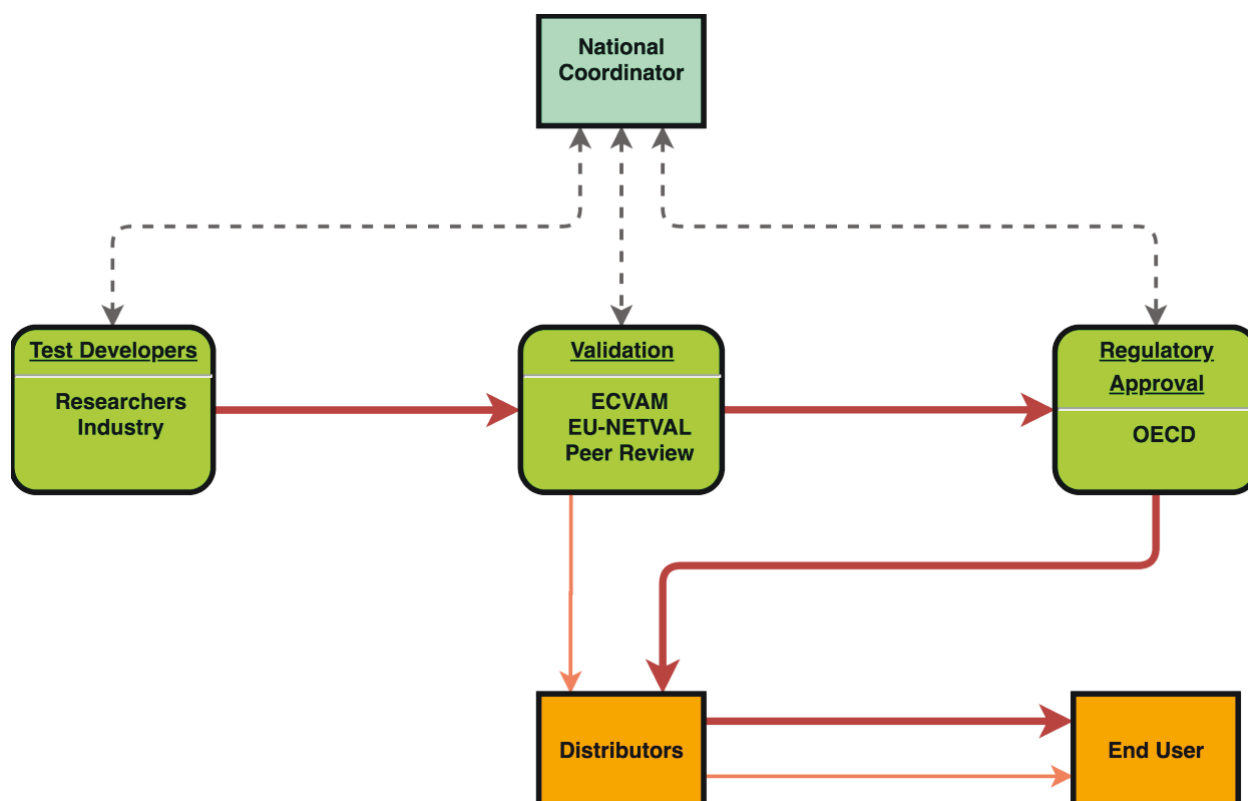 National
Coordinator
Test Developers
Researchers
Industry
Validation
ECVAM
EU-NETVAL
Peer Review
Regulatory
Approval
OECD
Distributors
End User